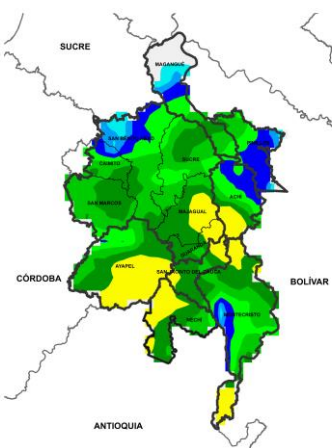 SUCRE
MAGANGUÉ
CAIMITO
SUCRE
SAN MARCOS
ACHÍ
MAJAGUAL
AYAPEL
SAN JACINTO DEL CAUCA
CÓRDOBA
BOLÍVAR
NECHÍ
MONTECRISTO
ANTIOQUIA